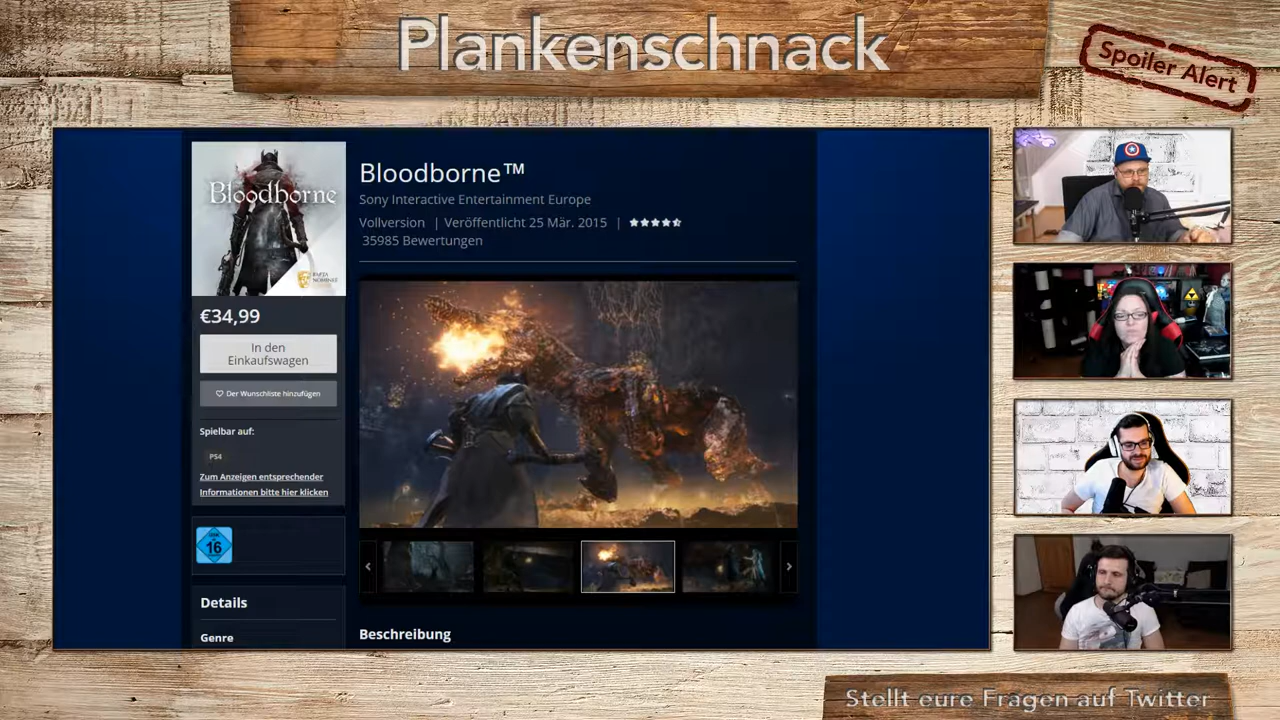 Plankenschnack
Spoiler Alert
Bloodborne
BAFTA
NOMINEE
Bloodborne™
Sony Interactive Entertainment Europe
Vollversion | Veröffentlicht 25 Mär. 2015 |
35985 Bewertungen
€34,99
In den
Einkaufswagen
Der Wunschliste hinzufügen
Spielbar auf:
PS4
Zum Anzeigen entsprechender
Informationen bitte hier klicken
16
Details
Genre
Beschreibung
Stellt eure Fragen auf Twitter